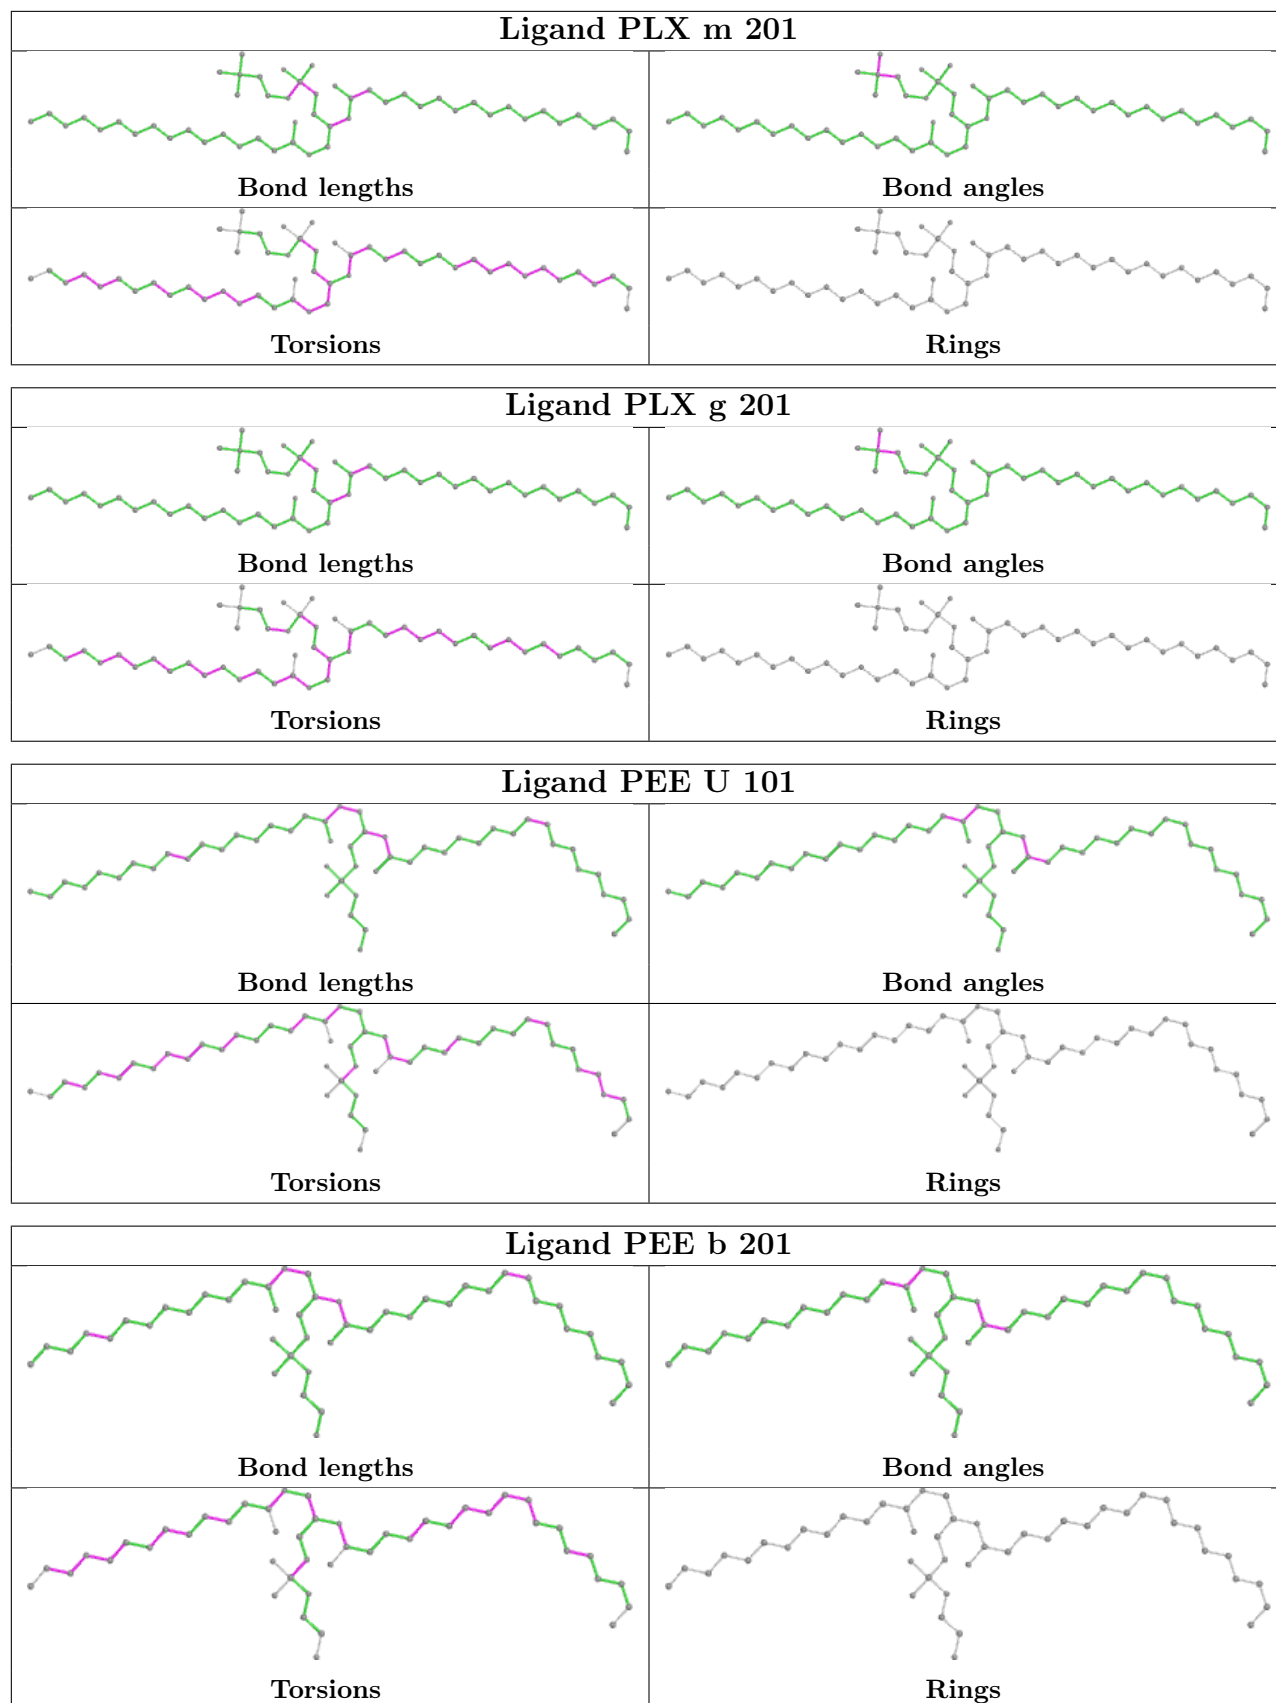 Ligand PLX m 201
Bond lengths
Bond angles
Torsions
Rings
Ligand PLX g 201
Bond lengths
Bond angles
Torsions
Rings
Ligand PEE U 101
Bond lengths
Bond angles
Torsions
Rings
Ligand PEE b 201
Bond lengths
Bond angles
Torsions
Rings